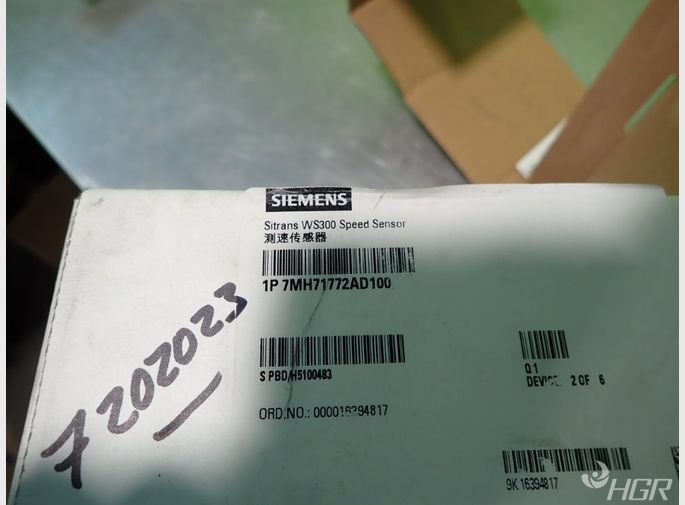 SIEMENS
Sitrans WS300 Speed Sensor
测速传感器
1P 7MH71772AD100
S PBD/H5100483
Q 1
DEVICE: 2 OF 6
ORD.NO.: 000016394817
9K 16394817
7202023
HGR